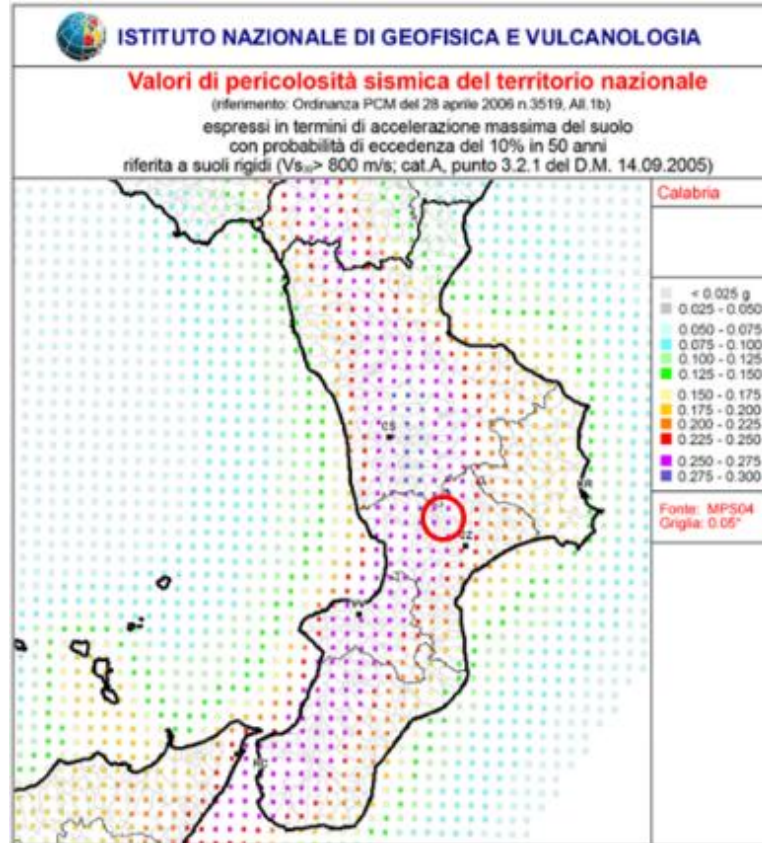 ISTITUTO NAZIONALE DI GEOFISICA E VULCANOLOGIA
Valori di pericolosità sismica del territorio nazionale
(riferimento: Ordinanza PCM del 28 aprile 2006 n.3519, All.1b)
espressi in termini di accelerazione massima del suolo
con probabilità di eccedenza del 10% in 50 anni
riferita a suoli rigidi (Vs₃₀> 800 m/s; cat.A, punto 3.2.1 del D.M. 14.09.2005)
Calabria
< 0.025 g
0.025 - 0.050
0.050 - 0.075
0.075 - 0.100
0.100 - 0.125
0.125 - 0.150
0.150 - 0.175
0.175 - 0.200
0.200 - 0.225
0.225 - 0.250
0.250 - 0.275
0.275 - 0.300
Fonte: MPS04
Griglia: 0.05°
CS
KR
CZ